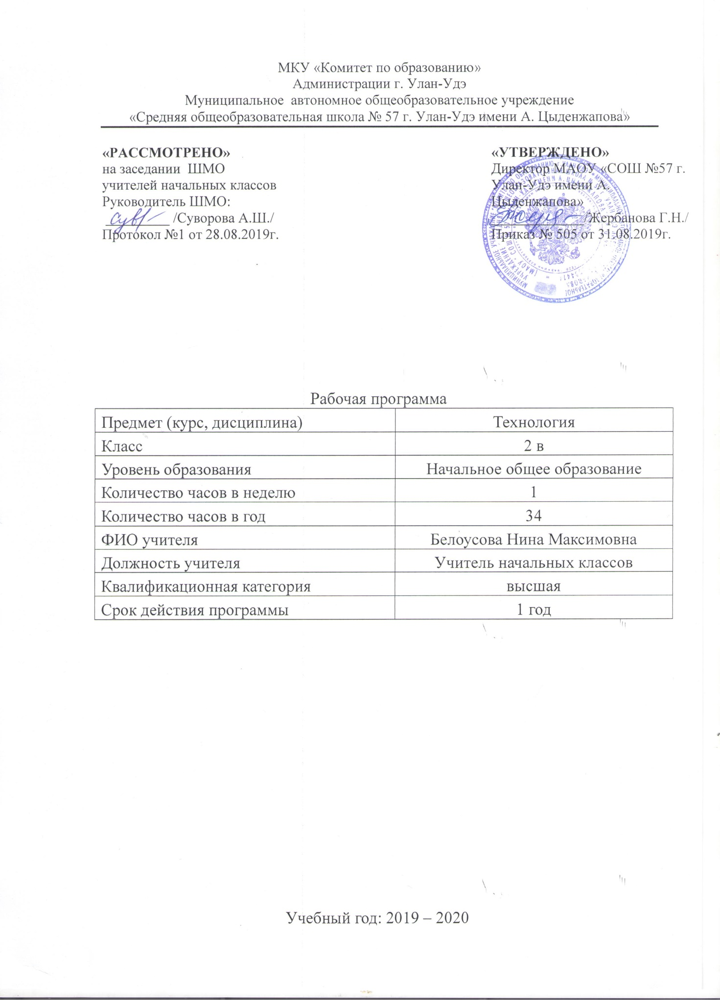 МКУ «Комитет по образованию»
Администрации г. Улан-Удэ
Муниципальное автономное общеобразовательное учреждение
«Средняя общеобразовательная школа № 57 г. Улан-Удэ имени А. Цыденжапова»
«РАССМОТРЕНО»
на заседании ШМО
учителей начальных классов
Руководитель ШМО:
/Суворова А.Ш./
Протокол №1 от 28.08.2019г.
«УТВЕРЖДЕНО»
Директор МАОУ «СОШ №57 г.
Улан-Удэ имени А.
Цыденжапова»
/Жербанова Г.Н./
Приказ № 505 от 31.08.2019г.
Рабочая программа
Предмет (курс, дисциплина) Технология
Класс 2 в
Уровень образования Начальное общее образование
Количество часов в неделю 1
Количество часов в год 34
ФИО учителя Белоусова Нина Максимовна
Должность учителя Учитель начальных классов
Квалификационная категория высшая
Срок действия программы 1 год
Учебный год: 2019 – 2020